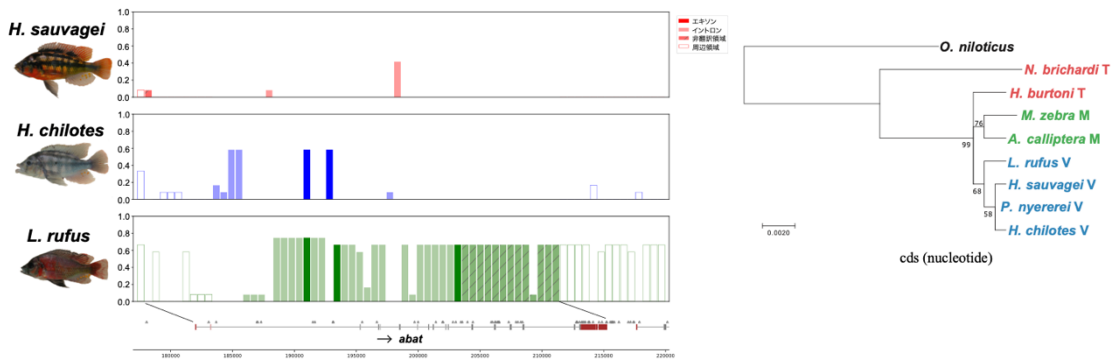 H. sauvagei
1.0
0.8
0.6
0.4
0.2
0.0
エキソン
イントロン
非翻訳領域
周辺領域
H. chilotes
1.0
0.8
0.6
0.4
0.2
0.0
L. rufus
1.0
0.8
0.6
0.4
0.2
0.0
→ abat
180000 185000 190000 195000 200000 205000 210000 215000 220000
O. niloticus
N. brichardi T
H. burtoni T
M. zebra M
A. calliptera M
L. rufus V
H. sauvagei V
P. nyererei V
H. chilotes V
76
99
68
58
0.0020
cds (nucleotide)